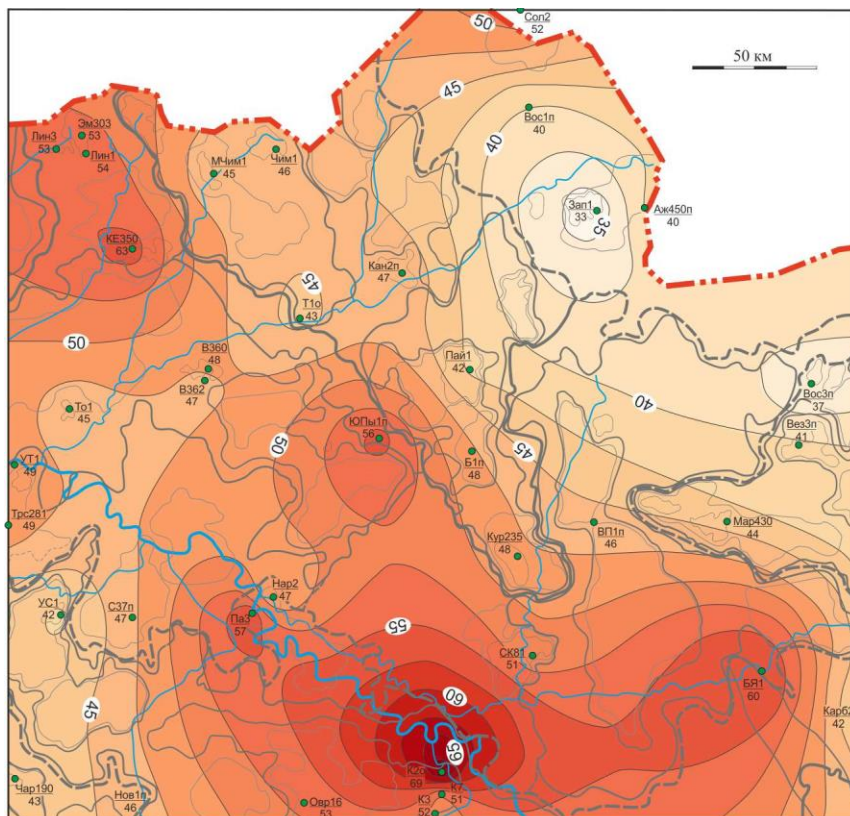 Сол2
52
50
50 км
45
Вос1п
40
40
Эм303
53
Лин3
53
Лин1
54
МЧим1
45
Чим1
46
Зап1
33
35
Аж450п
40
КЕ350
63
Кан2п
47
45
Т1о
43
50
В360
48
В362
47
Пай1
42
Вос3п
37
40
То1
45
ЮПы1п
56
50
45
Вез3п
41
Б1п
48
УТ1
49
Трс281
49
ВП1п
46
Мар430
44
Кур235
48
Нар2
47
УС1
42
С37п
47
Па3
57
55
СК81
51
БЯ1
60
60
45
65
42
К2о
69
Чар190
43
Нов1п
46
К7
51
Овр16
53
К3
52